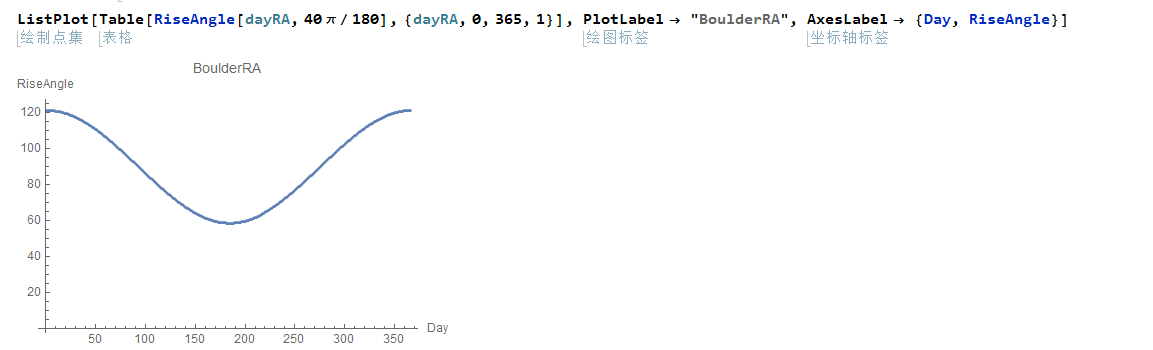 ListPlot[Table[RiseAngle[dayRA, 40 π / 180], {dayRA, 0, 365, 1}], PlotLabel → "BoulderRA", AxesLabel → {Day, RiseAngle}]
绘制点集 表格 绘图标签 坐标轴标签
BoulderRA
RiseAngle
120
100
80
60
40
20
50 100 150 200 250 300 350 Day